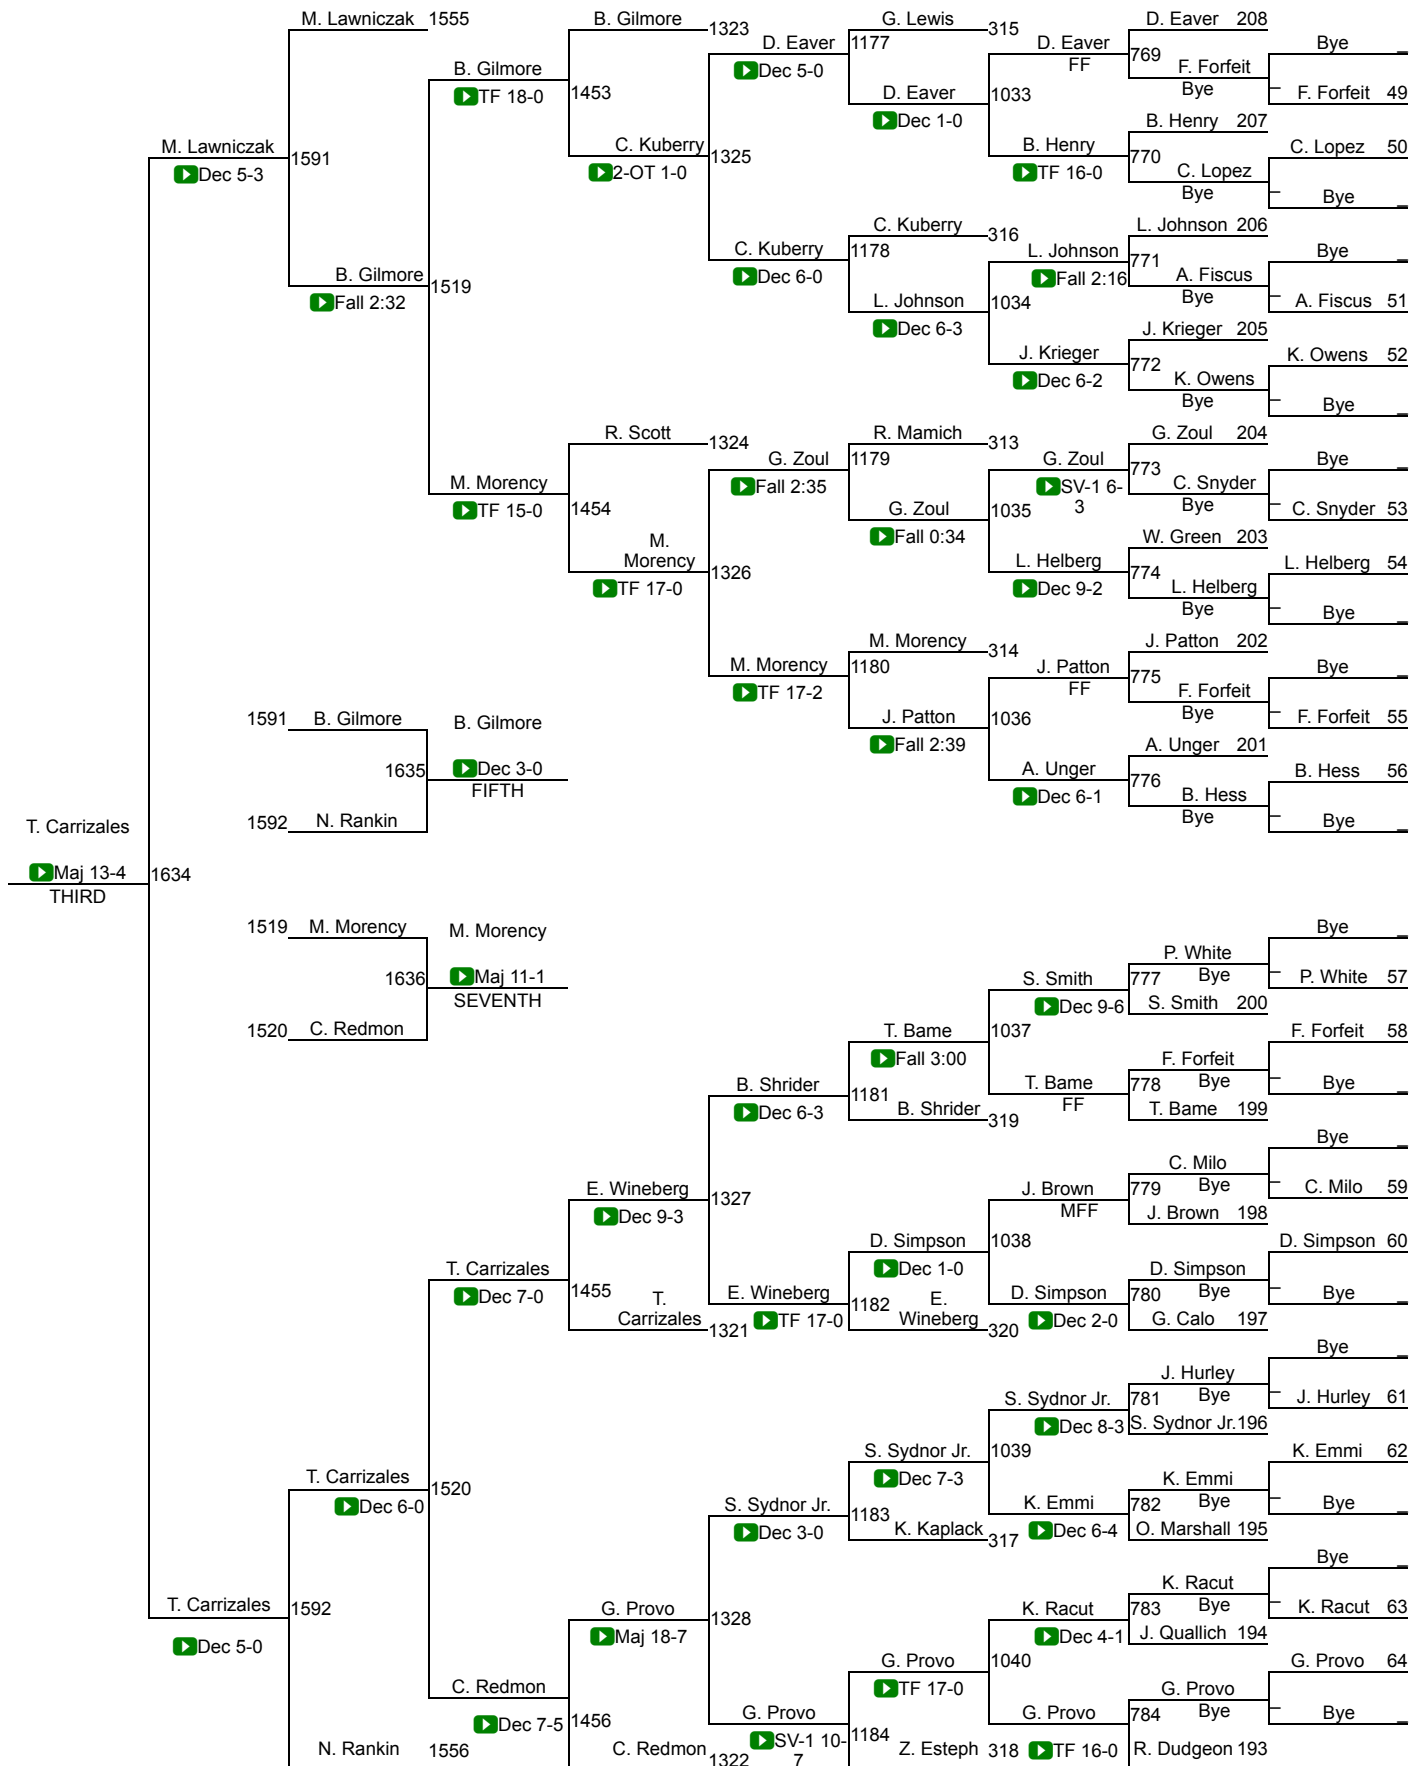 M. Lawniczak 1555
B. Gilmore 1323
G. Lewis 315
D. Eaver 208
Bye _
D. Eaver 1177
Dec 5-0
D. Eaver 769
FF
F. Forfeit
Bye
F. Forfeit 49
B. Gilmore
TF 18-0
1453
D. Eaver 1033
Dec 1-0
B. Henry 207
C. Lopez 50
M. Lawniczak 1591
Dec 5-3
C. Kuberry 1325
2-OT 1-0
B. Henry 770
TF 16-0
C. Lopez
Bye
Bye _
C. Kuberry 316
L. Johnson 206
Bye _
C. Kuberry 1178
Dec 6-0
L. Johnson 771
Fall 2:16
A. Fiscus
Bye
A. Fiscus 51
B. Gilmore 1519
Fall 2:32
L. Johnson 1034
Dec 6-3
J. Krieger 205
K. Owens 52
J. Krieger 772
Dec 6-2
K. Owens
Bye
Bye _
R. Scott 1324
R. Mamich 313
G. Zoul 204
Bye _
G. Zoul 1179
Fall 2:35
G. Zoul 773
SV-1 6-
3
C. Snyder
Bye
C. Snyder 53
M. Morency
TF 15-0
1454
G. Zoul 1035
Fall 0:34
W. Green 203
L. Helberg 54
M.
Morency 1326
TF 17-0
L. Helberg 774
Dec 9-2
L. Helberg
Bye
Bye _
M. Morency 314
J. Patton 202
Bye _
M. Morency 1180
TF 17-2
J. Patton 775
FF
F. Forfeit
Bye
F. Forfeit 55
1591 B. Gilmore
B. Gilmore
J. Patton 1036
Fall 2:39
A. Unger 201
B. Hess 56
1635
Dec 3-0
FIFTH
A. Unger 776
Dec 6-1
B. Hess
Bye
Bye _
1592 N. Rankin
T. Carrizales
Maj 13-4 1634
THIRD
1519 M. Morency
M. Morency
Bye _
1636
Maj 11-1
SEVENTH
S. Smith 777
Dec 9-6
P. White
Bye
P. White 57
S. Smith 200
1520 C. Redmon
T. Bame 1037
Fall 3:00
F. Forfeit 58
B. Shrider 1181
Dec 6-3
T. Bame 778
FF
F. Forfeit
Bye
Bye _
B. Shrider 319
T. Bame 199
Bye _
E. Wineberg 1327
Dec 9-3
J. Brown 779
MFF
C. Milo
Bye
C. Milo 59
J. Brown 198
T. Carrizales
Dec 7-0
1455
D. Simpson 1038
Dec 1-0
D. Simpson 60
T.
Carrizales 1321
E. Wineberg 1182
TF 17-0
E.
Wineberg 320
D. Simpson 780
Dec 2-0
D. Simpson
Bye
Bye _
G. Calo 197
Bye _
S. Sydnor Jr. 781
Dec 8-3
J. Hurley
Bye
J. Hurley 61
S. Sydnor Jr. 196
T. Carrizales 1520
Dec 6-0
S. Sydnor Jr. 1039
Dec 7-3
K. Emmi 62
S. Sydnor Jr. 1183
Dec 3-0
K. Kaplack 317
K. Emmi 782
Dec 6-4
K. Emmi
Bye
Bye _
O. Marshall 195
Bye _
T. Carrizales 1592
Dec 5-0
G. Provo 1328
Maj 18-7
K. Racut 783
Dec 4-1
K. Racut
Bye
K. Racut 63
J. Quallich 194
G. Provo 1040
TF 17-0
G. Provo 64
C. Redmon
Dec 7-5
1456
G. Provo 1184
SV-1 10-
7
G. Provo 784
TF 16-0
G. Provo
Bye
Bye _
N. Rankin 1556
C. Redmon 1322
Z. Esteph 318
R. Dudgeon 193